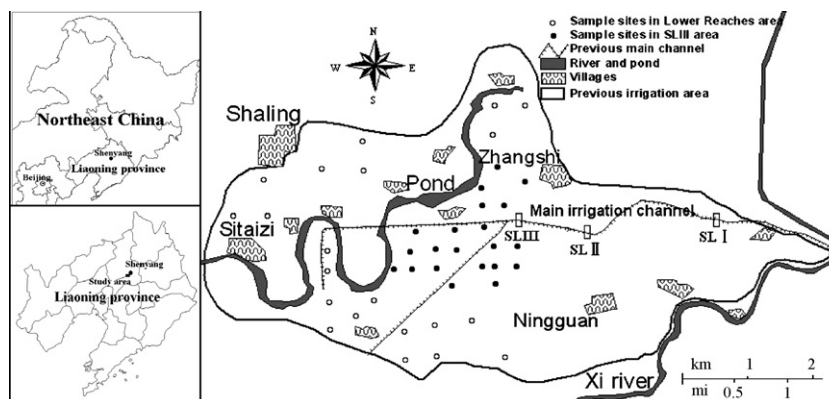 Northeast China
Shenyang
Liaoning province
Beijing
Shenyang
Study area
Liaoning province
N
W E
S
Sample sites in Lower Reaches area
Sample sites in SLIII area
Previous main channel
River and pond
Villages
Previous irrigation area
Shaling
Zhangshi
Pond
Sitaizi
Main irrigation channel
SLIII
SL II
SL I
Ningguan
Xi river
km 1 2
mi 0.5 1